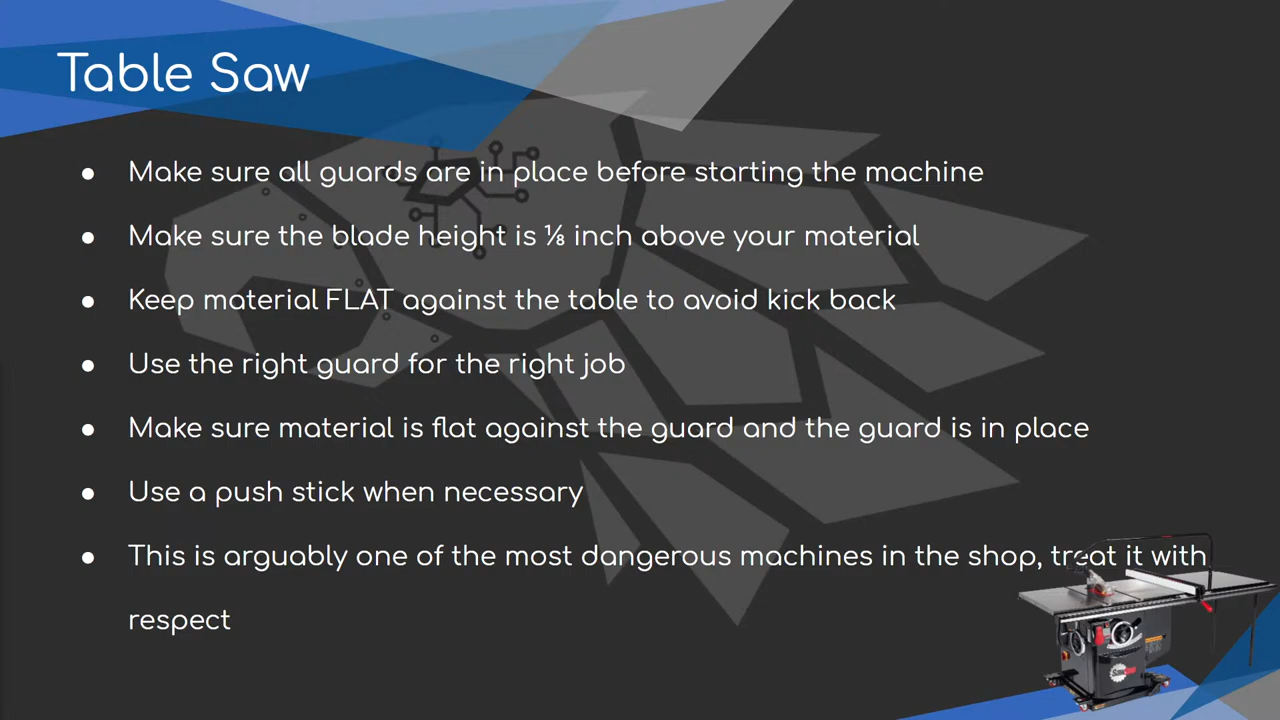 Table Saw
● Make sure all guards are in place before starting the machine
● Make sure the blade height is ⅛ inch above your material
● Keep material FLAT against the table to avoid kick back
● Use the right guard for the right job
● Make sure material is flat against the guard and the guard is in place
● Use a push stick when necessary
● This is arguably one of the most dangerous machines in the shop, treat it with
respect